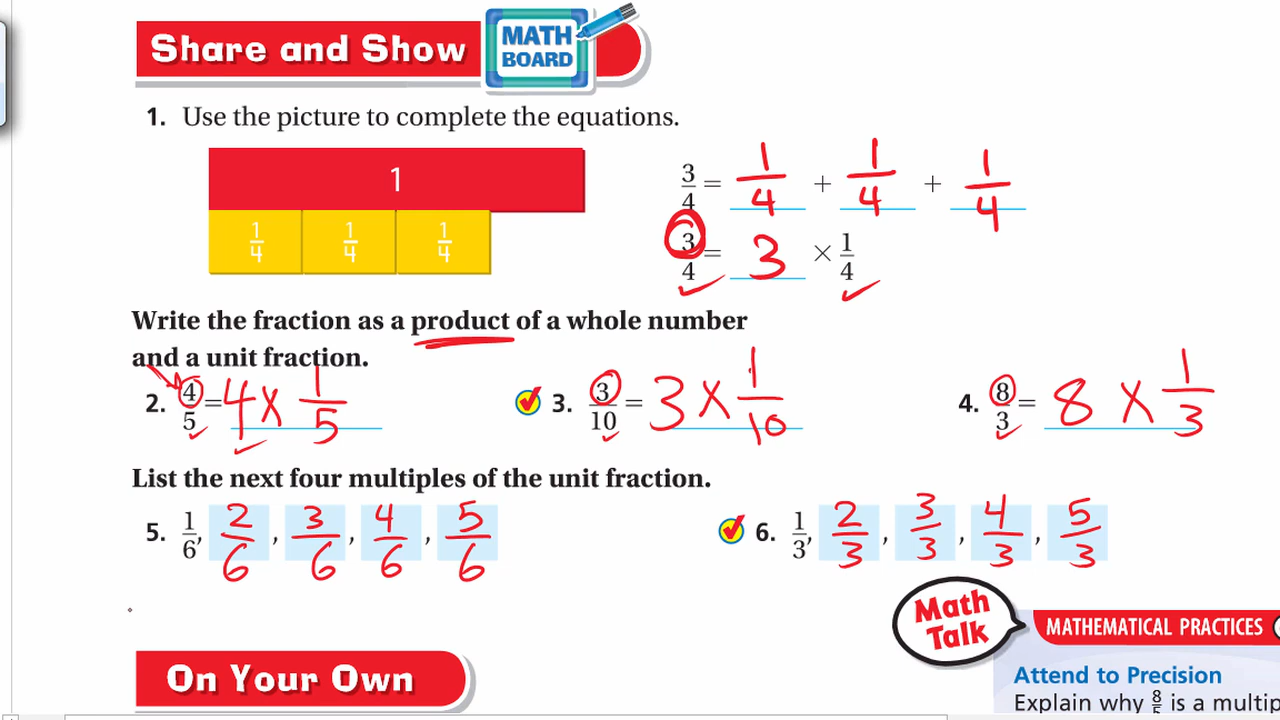 Share and Show
MATH
BOARD
1. Use the picture to complete the equations.
1
1/4 1/4 1/4
3/4 = 1/4 + 1/4 + 1/4
3/4 = 3 × 1/4
Write the fraction as a product of a whole number
and a unit fraction.
2. 4/5 = 4 × 1/5
3. 3/10 = 3 × 1/10
4. 8/3 = 8 × 1/3
List the next four multiples of the unit fraction.
5. 1/6, 2/6, 3/6, 4/6, 5/6
6. 1/3, 2/3, 3/3, 4/3, 5/3
Math
Talk
MATHEMATICAL PRACTICES
Attend to Precision
Explain why is a
On Your Own